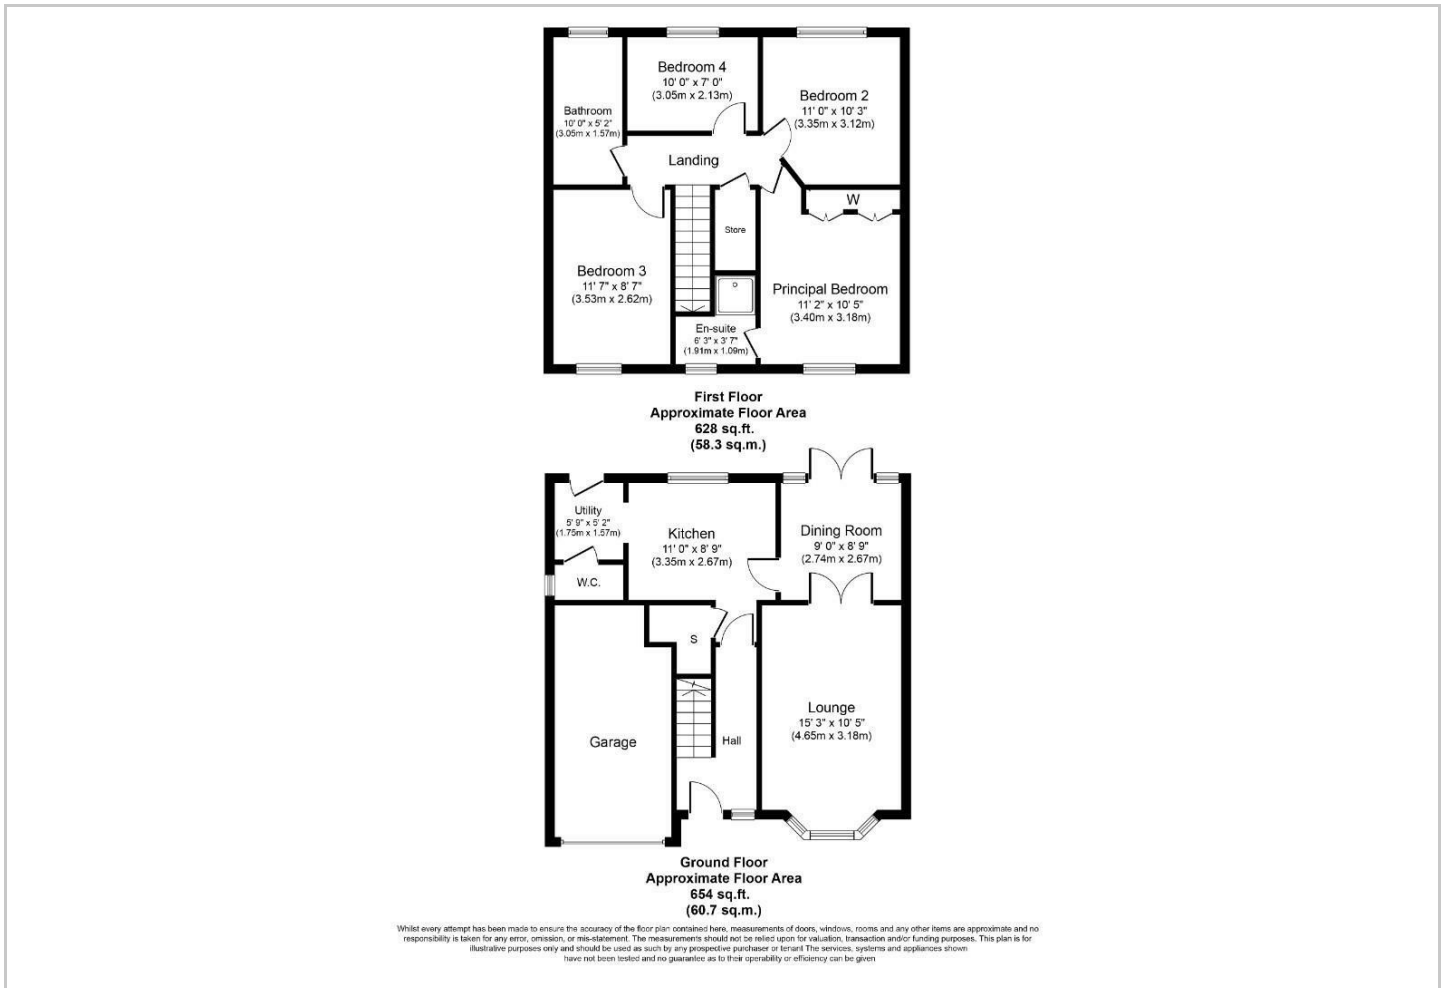 Bedroom 4
10' 0" x 7' 0"
(3.05m x 2.13m)
Bedroom 2
11' 0" x 10' 3"
(3.35m x 3.12m)
Bathroom
10' 0" x 5' 2"
(3.05m x 1.57m)
Landing
W
Store
Bedroom 3
11' 7" x 8' 7"
(3.53m x 2.62m)
Principal Bedroom
11' 2" x 10' 5"
(3.40m x 3.18m)
En-suite
6' 3" x 3' 7"
(1.91m x 1.09m)
First Floor
Approximate Floor Area
628 sq.ft.
(58.3 sq.m.)
Utility
5' 9" x 5' 2"
(1.75m x 1.57m)
Kitchen
11' 0" x 8' 9"
(3.35m x 2.67m)
Dining Room
9' 0" x 8' 9"
(2.74m x 2.67m)
W.C.
S
Lounge
15' 3" x 10' 5"
(4.65m x 3.18m)
Garage
Hall
Ground Floor
Approximate Floor Area
654 sq.ft.
(60.7 sq.m.)
Whilst every attempt has been made to ensure the accuracy of the floor plan contained here, measurements of doors, windows, rooms and any other items are approximate and no
responsibility is taken for any error, omission, or mis-statement. The measurements should not be relied upon for valuation, transaction and/or funding purposes. This plan is for
illustrative purposes only and should be used as such by any prospective purchaser or tenant The services, systems and appliances shown
have not been tested and no guarantee as to their operability or efficiency can be given